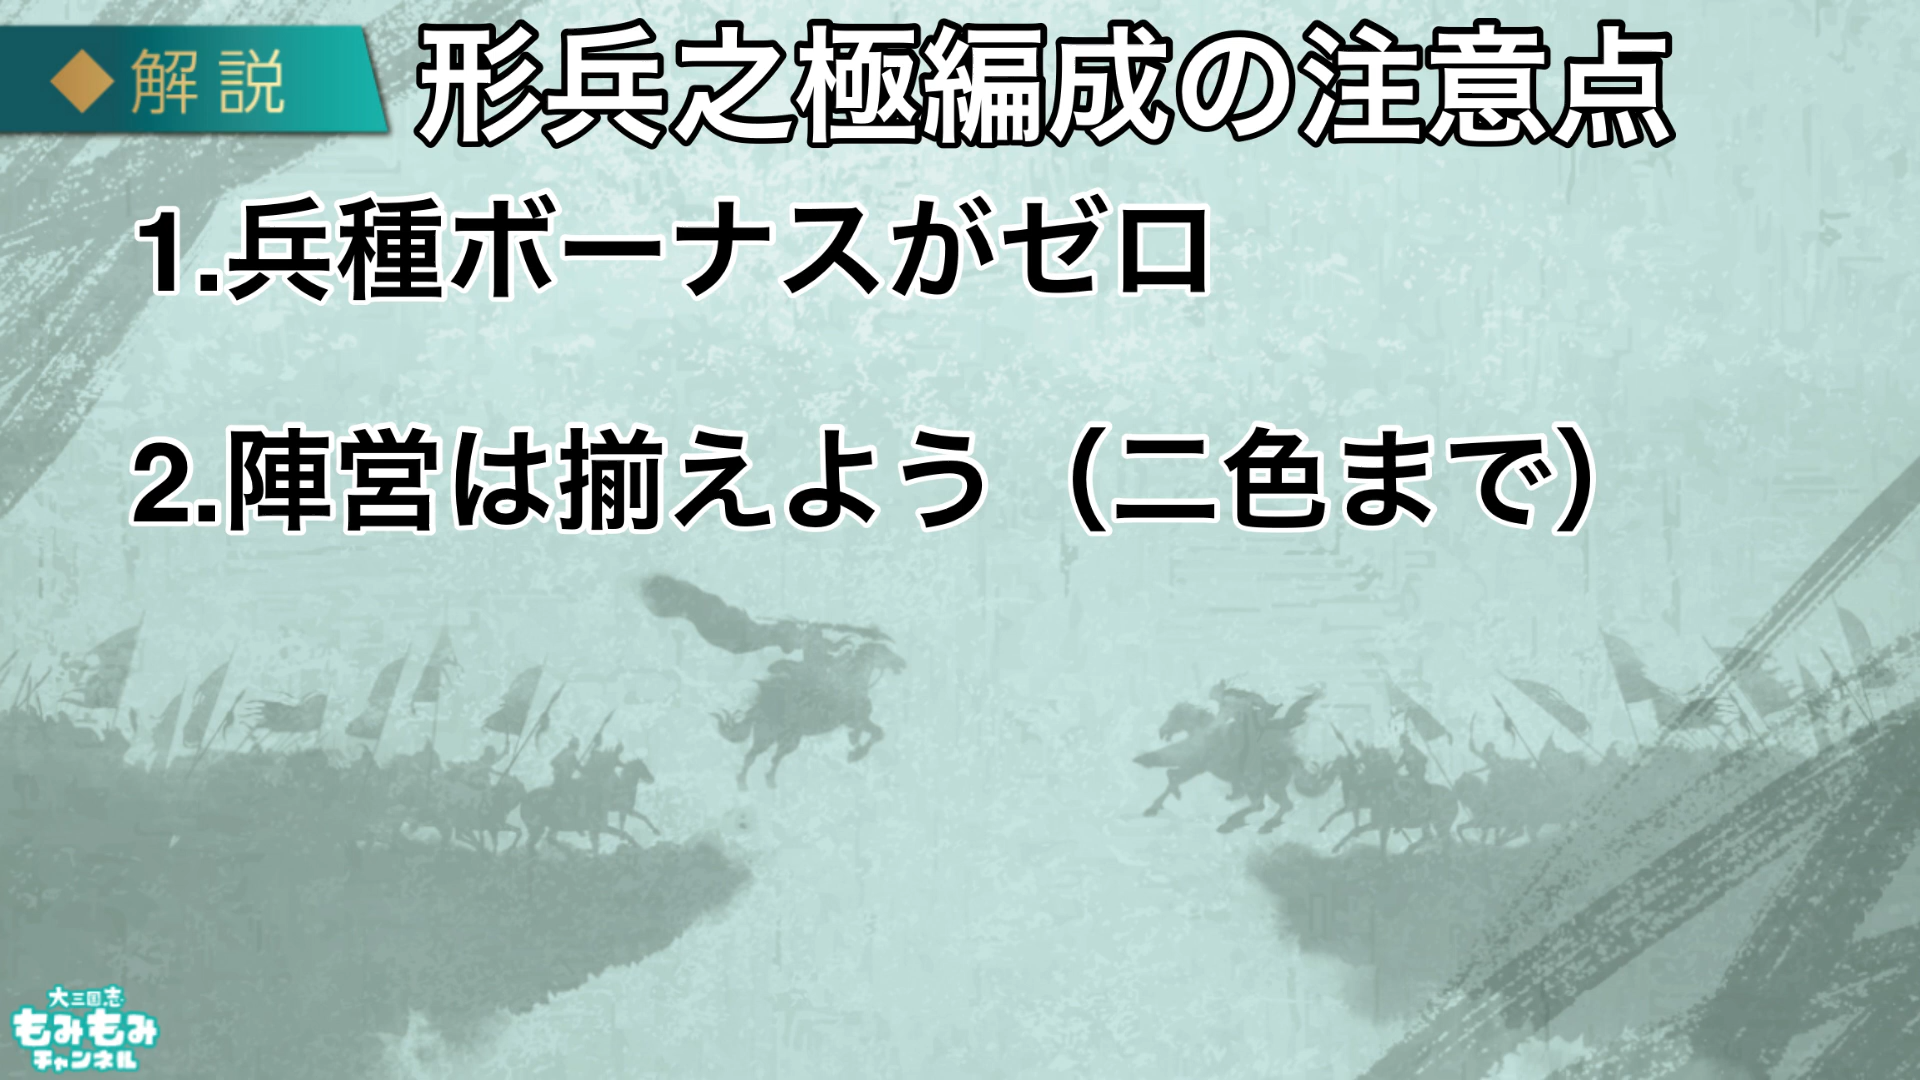 解説
形兵之極編成の注意点
1.兵種ボーナスがゼロ
2.陣営は揃えよう（二色まで）
大三国志
もみもみ
チャンネル